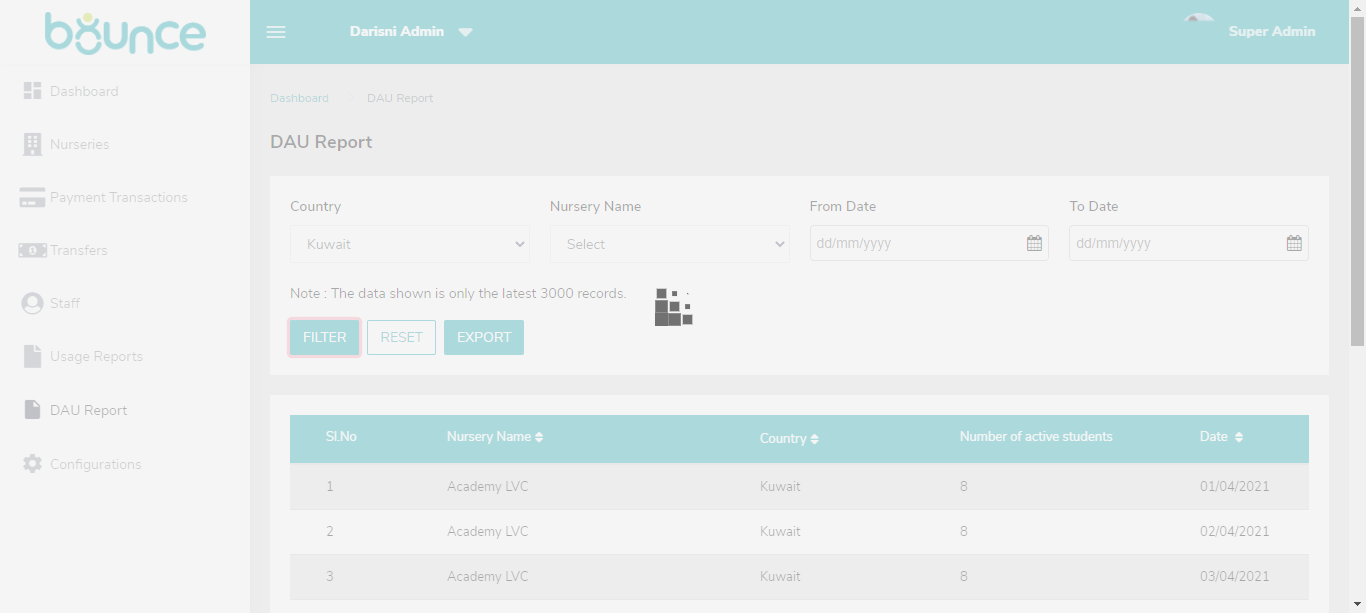 bounce
Darisni Admin
Super Admin
Dashboard
Nurseries
Payment Transactions
Transfers
Staff
Usage Reports
DAU Report
Configurations
Dashboard DAU Report
DAU Report
Country Nursery Name From Date To Date
Kuwait Select dd/mm/yyyy dd/mm/yyyy
Note : The data shown is only the latest 3000 records.
FILTER RESET EXPORT
Sl.No Nursery Name Country Number of active students Date
1 Academy LVC Kuwait 8 01/04/2021
2 Academy LVC Kuwait 8 02/04/2021
3 Academy LVC Kuwait 8 03/04/2021